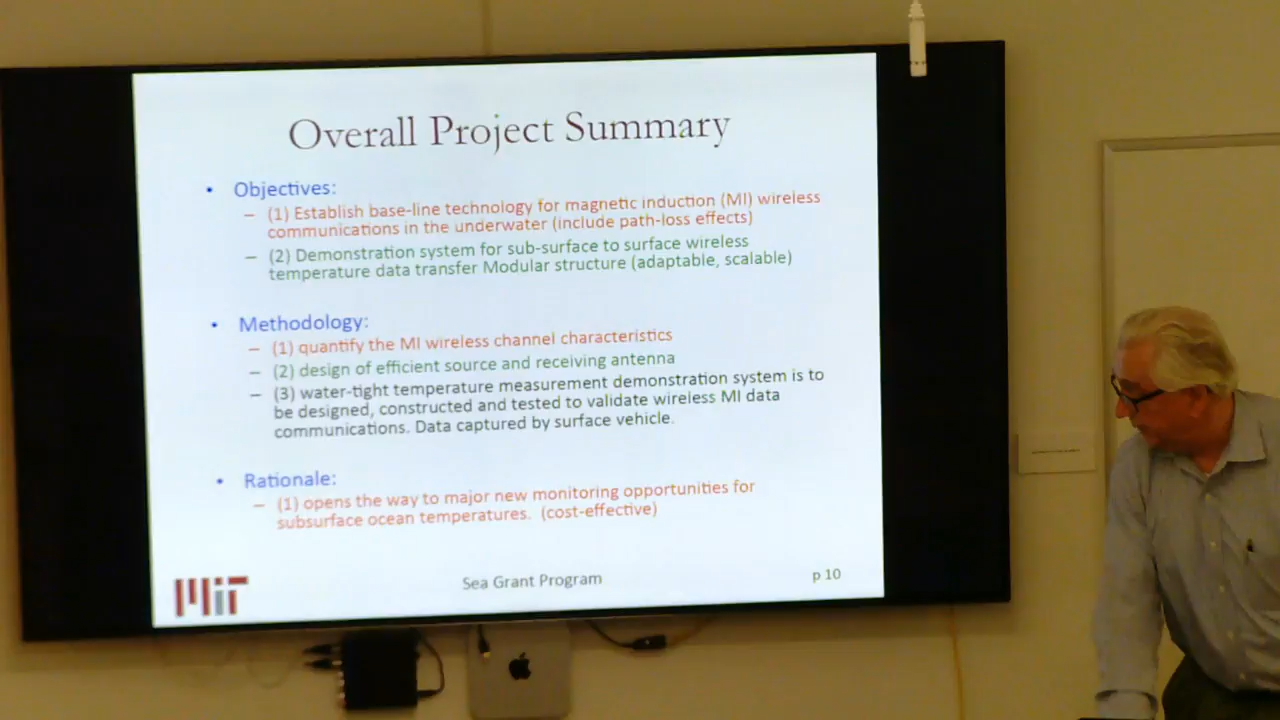 Overall Project Summary
• Objectives:
– (1) Establish base-line technology for magnetic induction (MI) wireless
communications in the underwater (include path-loss effects)
– (2) Demonstration system for sub-surface to surface wireless
temperature data transfer Modular structure (adaptable, scalable)
• Methodology:
– (1) quantify the MI wireless channel characteristics
– (2) design of efficient source and receiving antenna
– (3) water-tight temperature measurement demonstration system is to
be designed, constructed and tested to validate wireless MI data
communications. Data captured by surface vehicle.
• Rationale:
– (1) opens the way to major new monitoring opportunities for
subsurface ocean temperatures. (cost-effective)
MIT
Sea Grant Program
p 10